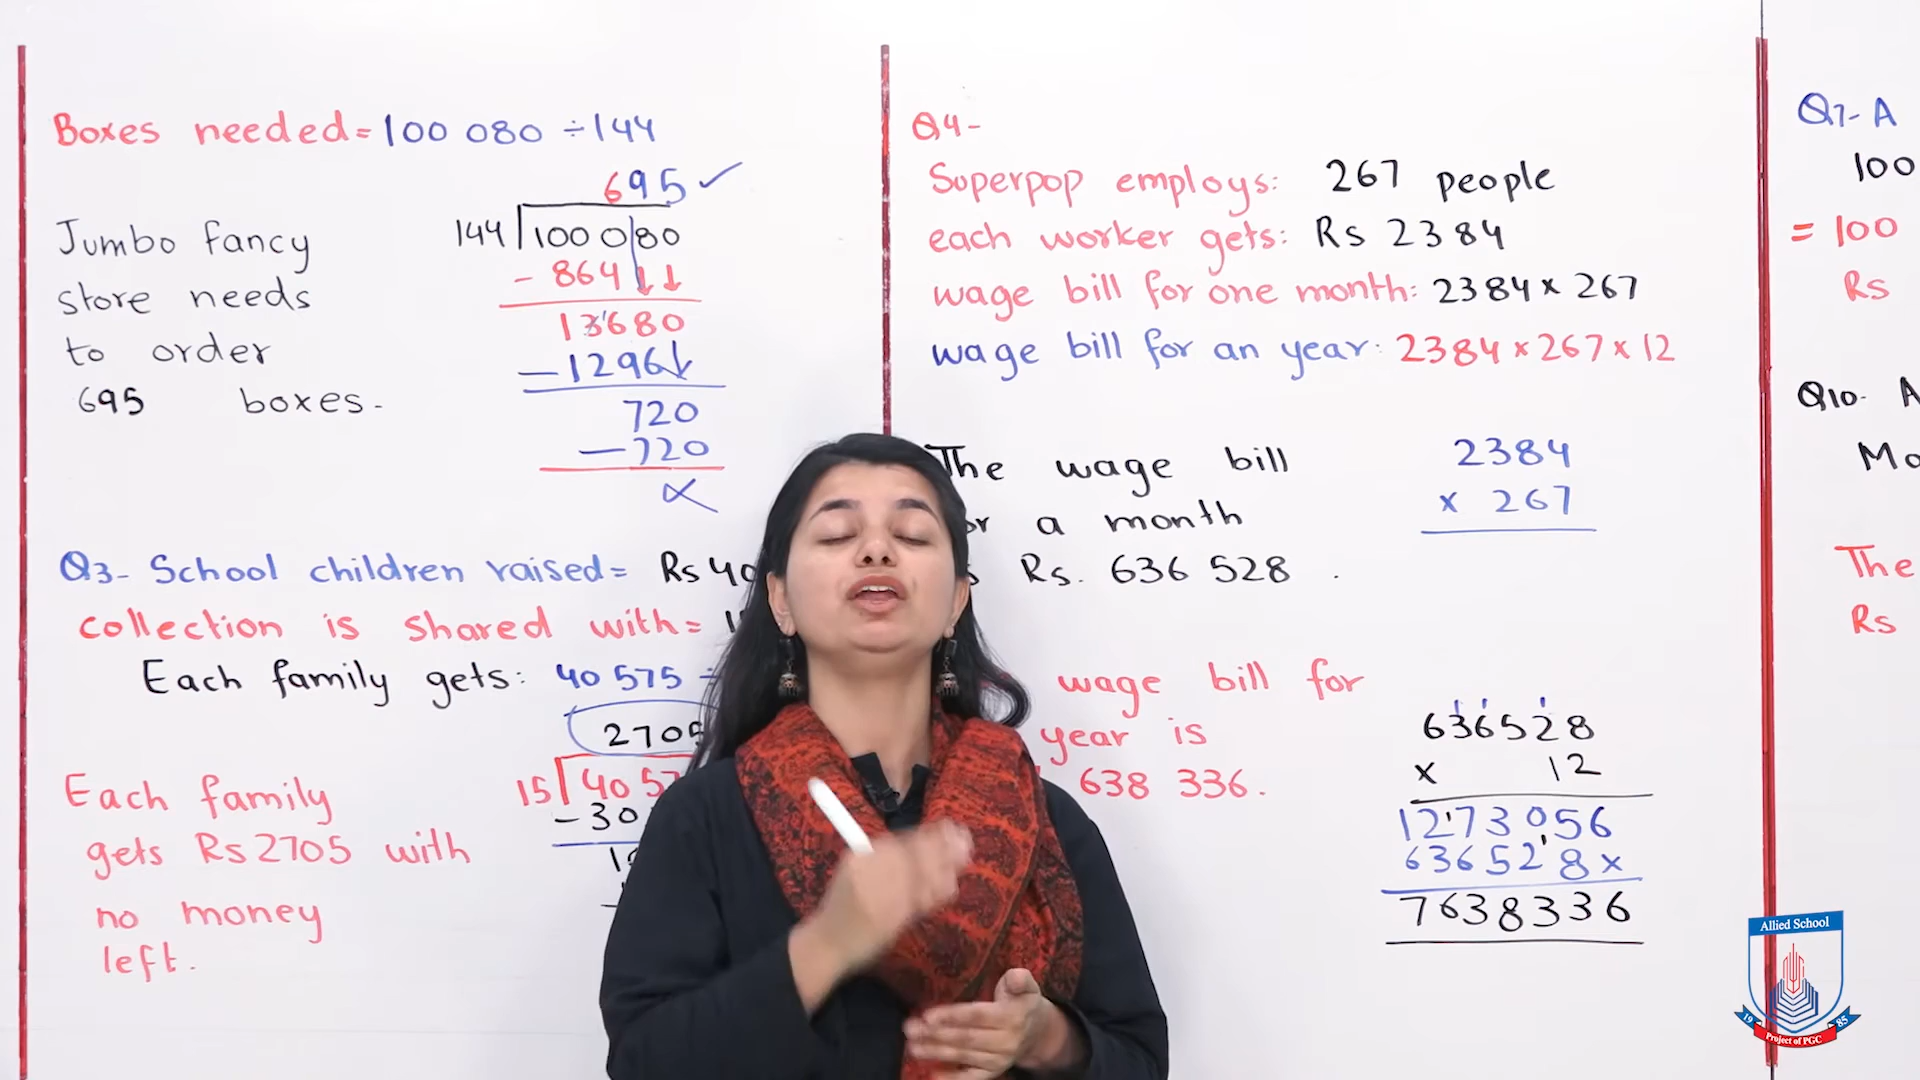 Boxes needed= 100 080 ÷ 144
695 ✓
144 100 080
- 864
13680
- 1296
720
- 720
Jumbo fancy
store needs
to order
695 boxes.
Q3- School children raised= Rs 40
collection is shared with=
Each family gets: 40 575
2705
15 40 57
- 30
Each family
gets Rs 2705 with
no money
left.
Q4-
Superpop employs: 267 people
each worker gets: Rs 2384
wage bill for one month: 2384 x 267
wage bill for an year: 2384 x 267 x 12
The wage bill
a month
Rs. 636 528 .
2384
x 267
wage bill for
year is
638 336.
636528
x 12
1273056
636528x
7638336
Q7- A
100
= 100
Rs
Q10- A
The
Rs
Allied School
19 85
Project of PGC